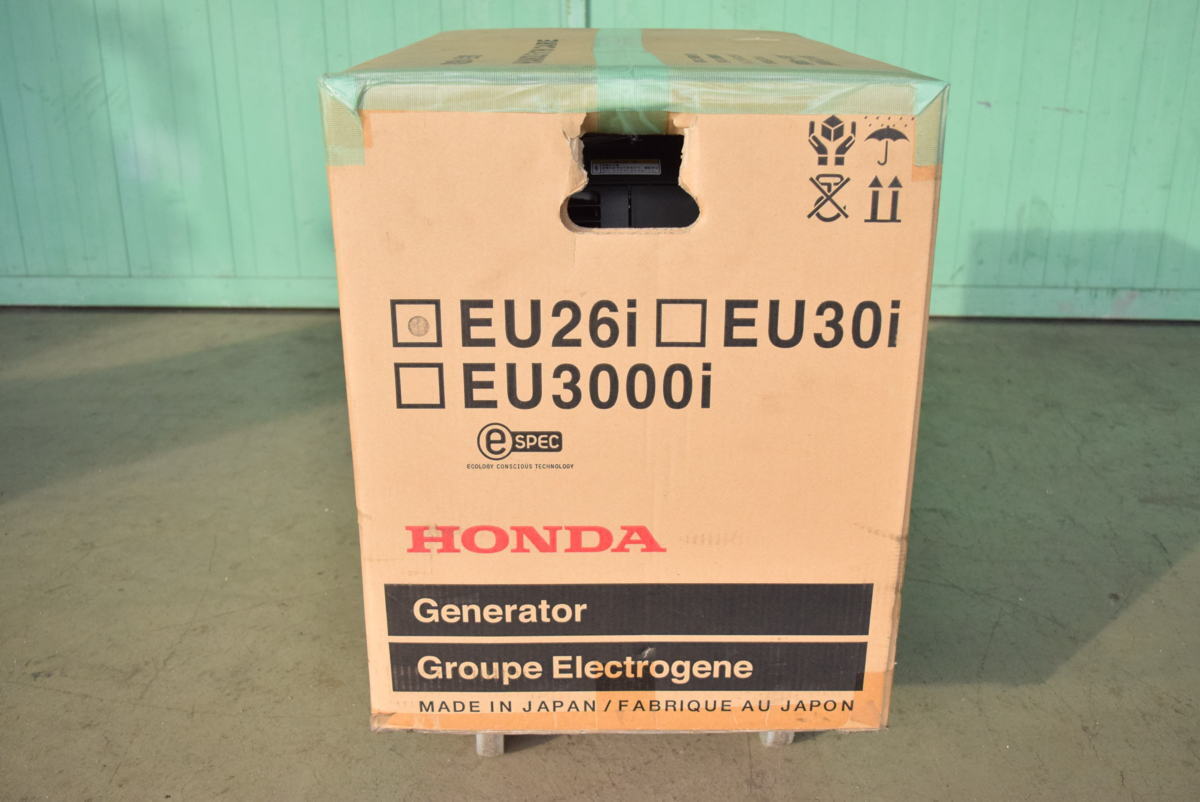 EU26i EU30i
EU3000i
e SPEC
ECOLOGY CONSCIOUS TECHNOLOGY
HONDA
Generator
Groupe Electrogene
MADE IN JAPAN / FABRIQUE AU JAPON